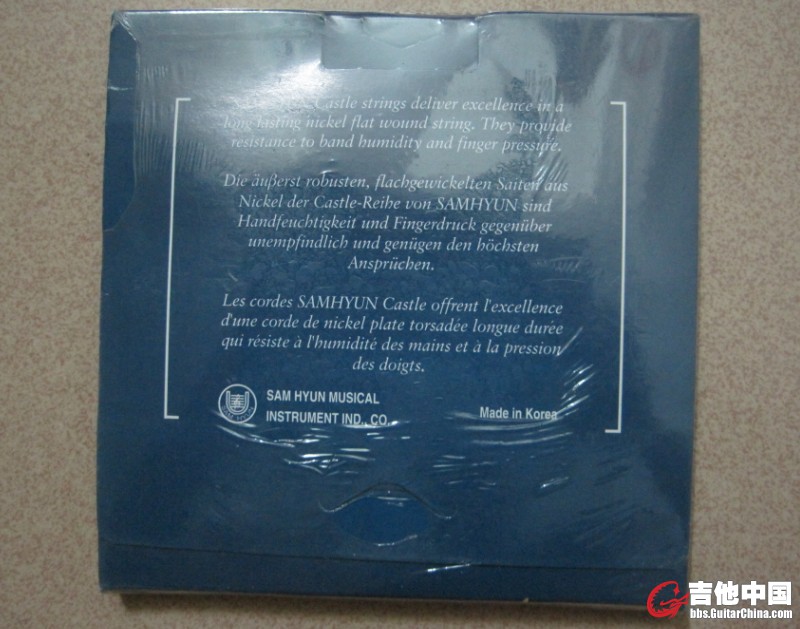 Castle strings deliver excellence in a
long lasting nickel flat wound string. They provide
resistance to band humidity and finger pressure.
Die äußerst robusten, flachgewickelten Saiten aus
Nickel der Castle-Reihe von SAMHYUN sind
Handfeuchtigkeit und Fingerdruck gegenüber
unempfindlich und genügen den höchsten
Ansprüchen.
Les cordes SAMHYUN Castle offrent l'excellence
d'une corde de nickel plate torsadée longue durée
qui résiste à l'humidité des mains et à la pression
des doigts.
SAM HYUN MUSICAL
INSTRUMENT IND., CO.
Made in Korea
吉他中国
bbs.GuitarChina.com